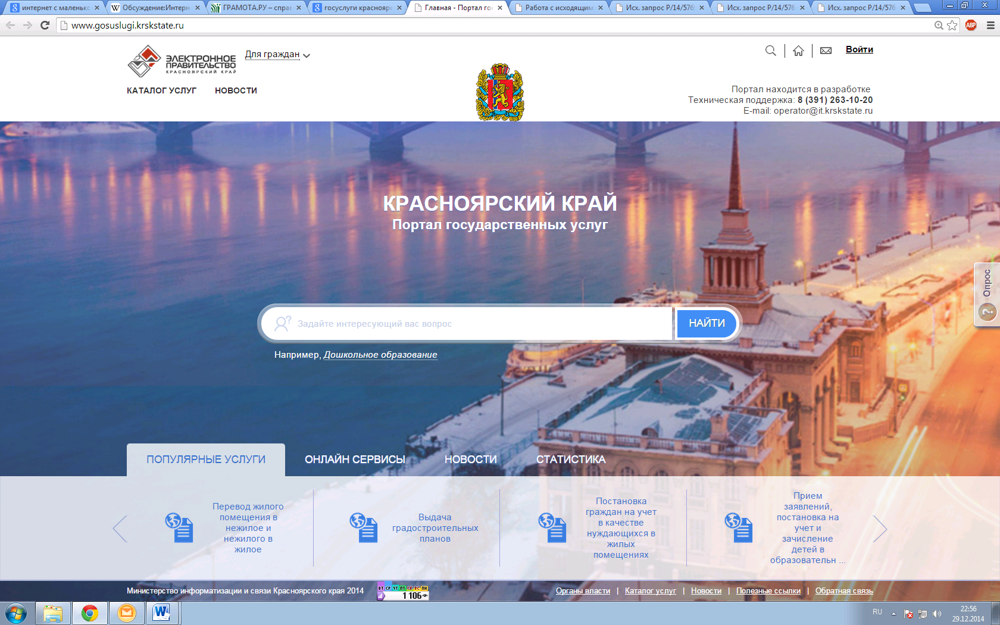 интернет с маленьк
Обсуждение:Интерн
ГРАМОТА.РУ – спра
госуслуги красноярс
Главная - Портал гос
Работа с исходящим
Исх. запрос Р/14/576
Исх. запрос Р/14/576
Исх. запрос Р/14/576
www.gosuslugi.krskstate.ru
ABP
ЭЛЕКТРОННОЕ
ПРАВИТЕЛЬСТВО
КРАСНОЯРСКИЙ КРАЙ
Для граждан
Войти
КАТАЛОГ УСЛУГ НОВОСТИ
Портал находится в разработке
Техническая поддержка: 8 (391) 263-10-20
E-mail: operator@it.krskstate.ru
КРАСНОЯРСКИЙ КРАЙ
Портал государственных услуг
Опрос
?
Задайте интересующий вас вопрос
НАЙТИ
Например, Дошкольное образование
ПОПУЛЯРНЫЕ УСЛУГИ ОНЛАЙН СЕРВИСЫ НОВОСТИ СТАТИСТИКА
Перевод жилого
помещения в
нежилое и
нежилого в
жилое
Выдача
градостроительных
планов
Постановка
граждан на учет
в качестве
нуждающихся в
жилых
помещениях
Прием
заявлений,
постановка на
учет и
зачисление
детей в
образовательн ...
Министерство информатизации и связи Красноярского края 2014
ВТ СР ЧТ ПТ СБ ВС ПН
1 106
Органы власти | Каталог услуг | Новости | Полезные ссылки | Обратная связь
RU
22:56
29.12.2014